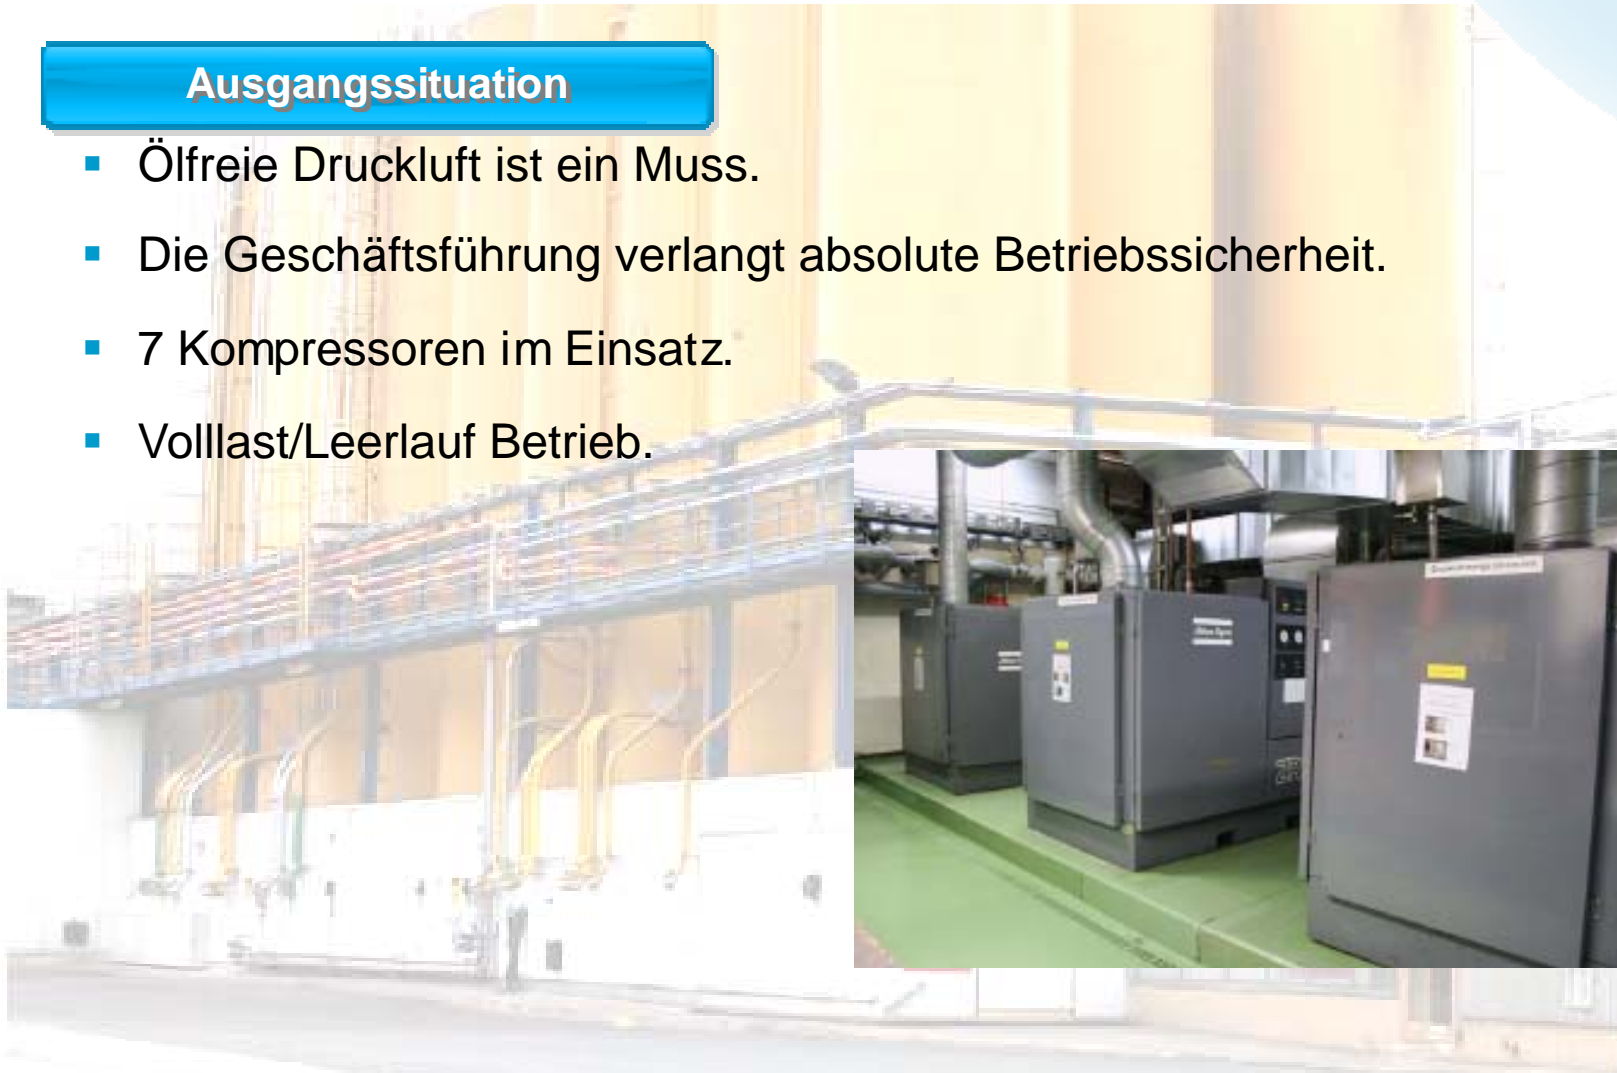 Ausgangssituation
Ölfreie Druckluft ist ein Muss.
Die Geschäftsführung verlangt absolute Betriebssicherheit.
7 Kompressoren im Einsatz.
Volllast/Leerlauf Betrieb.